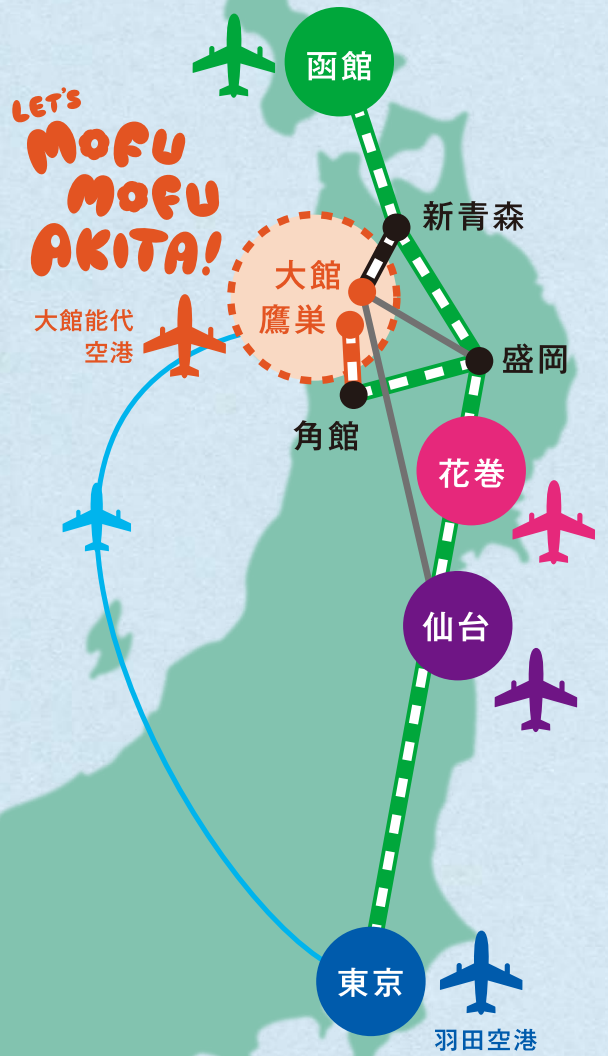 函館
LET'S
MOFU
MOFU
AKITA!
新青森
大館
鷹巣
大館能代
空港
盛岡
角館
花巻
仙台
東京
羽田空港